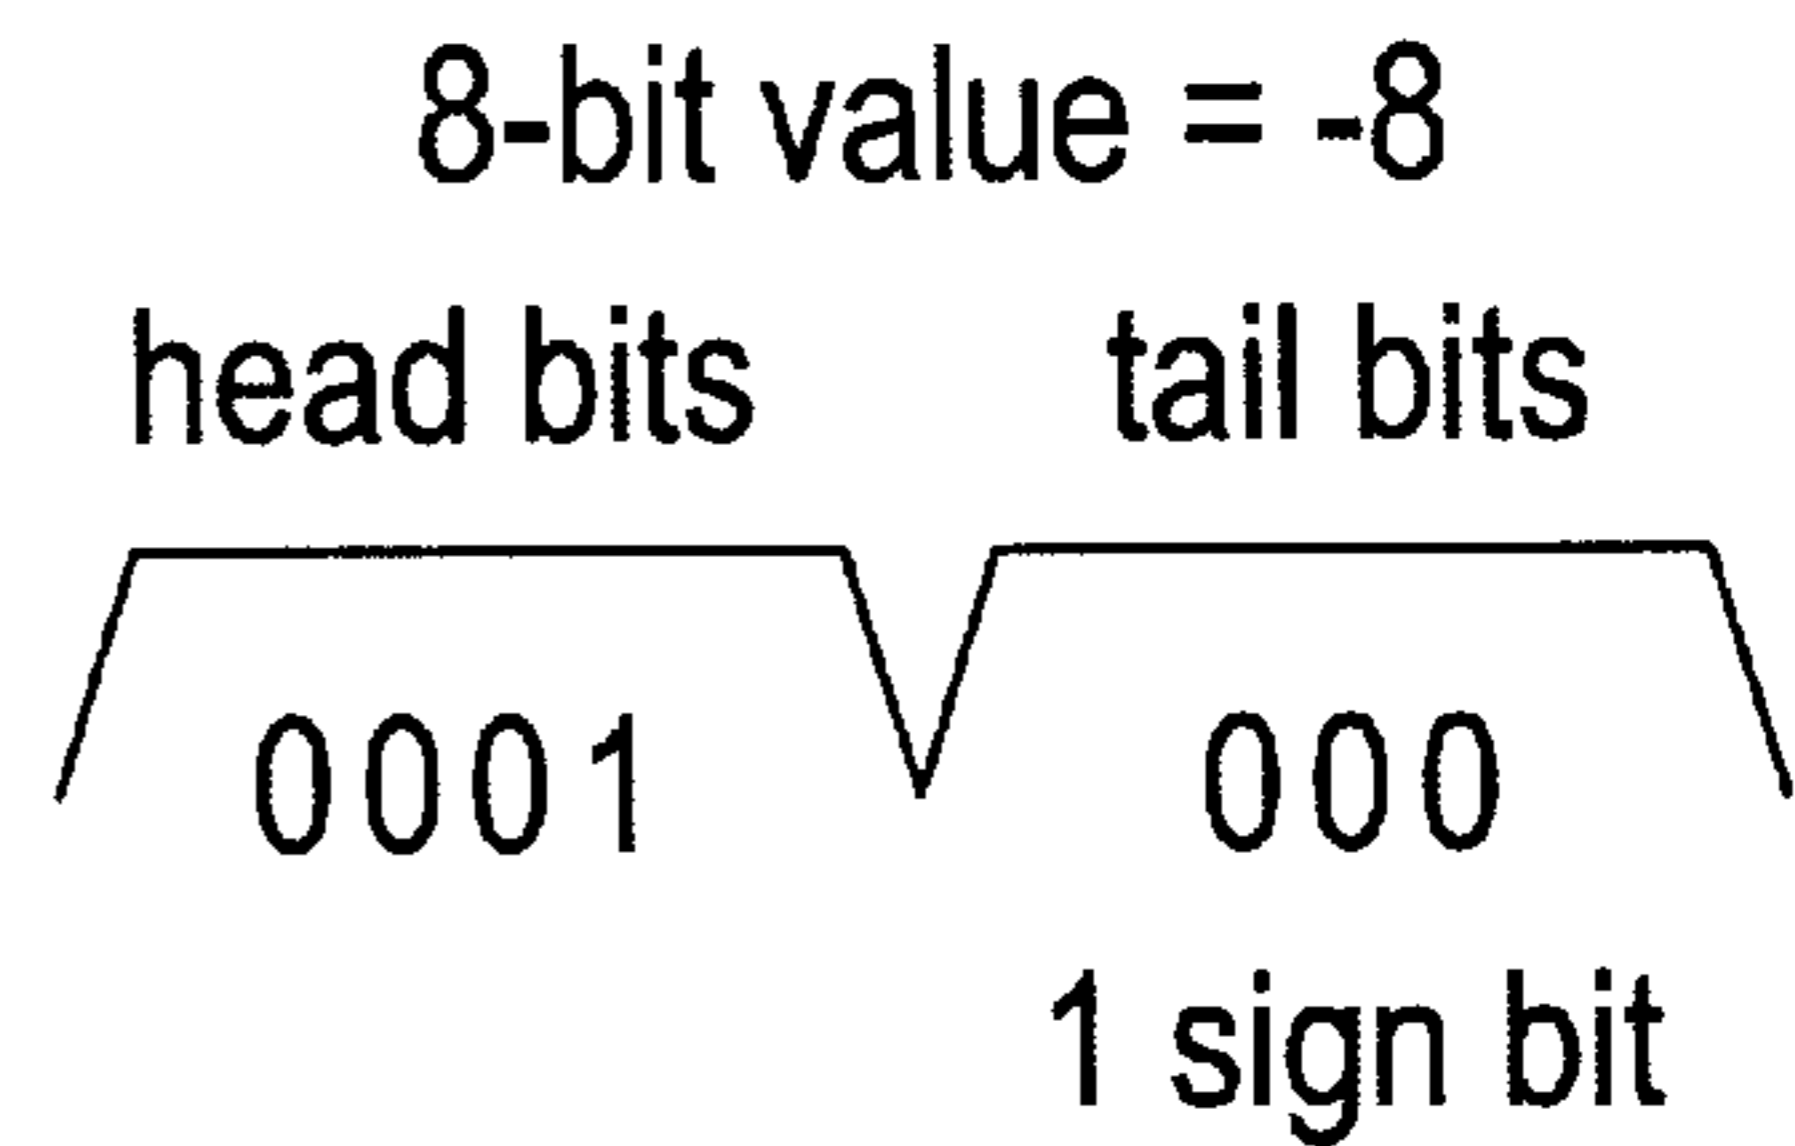 8-bit value = -8
head bits tail bits
0001 000
1 sign bit